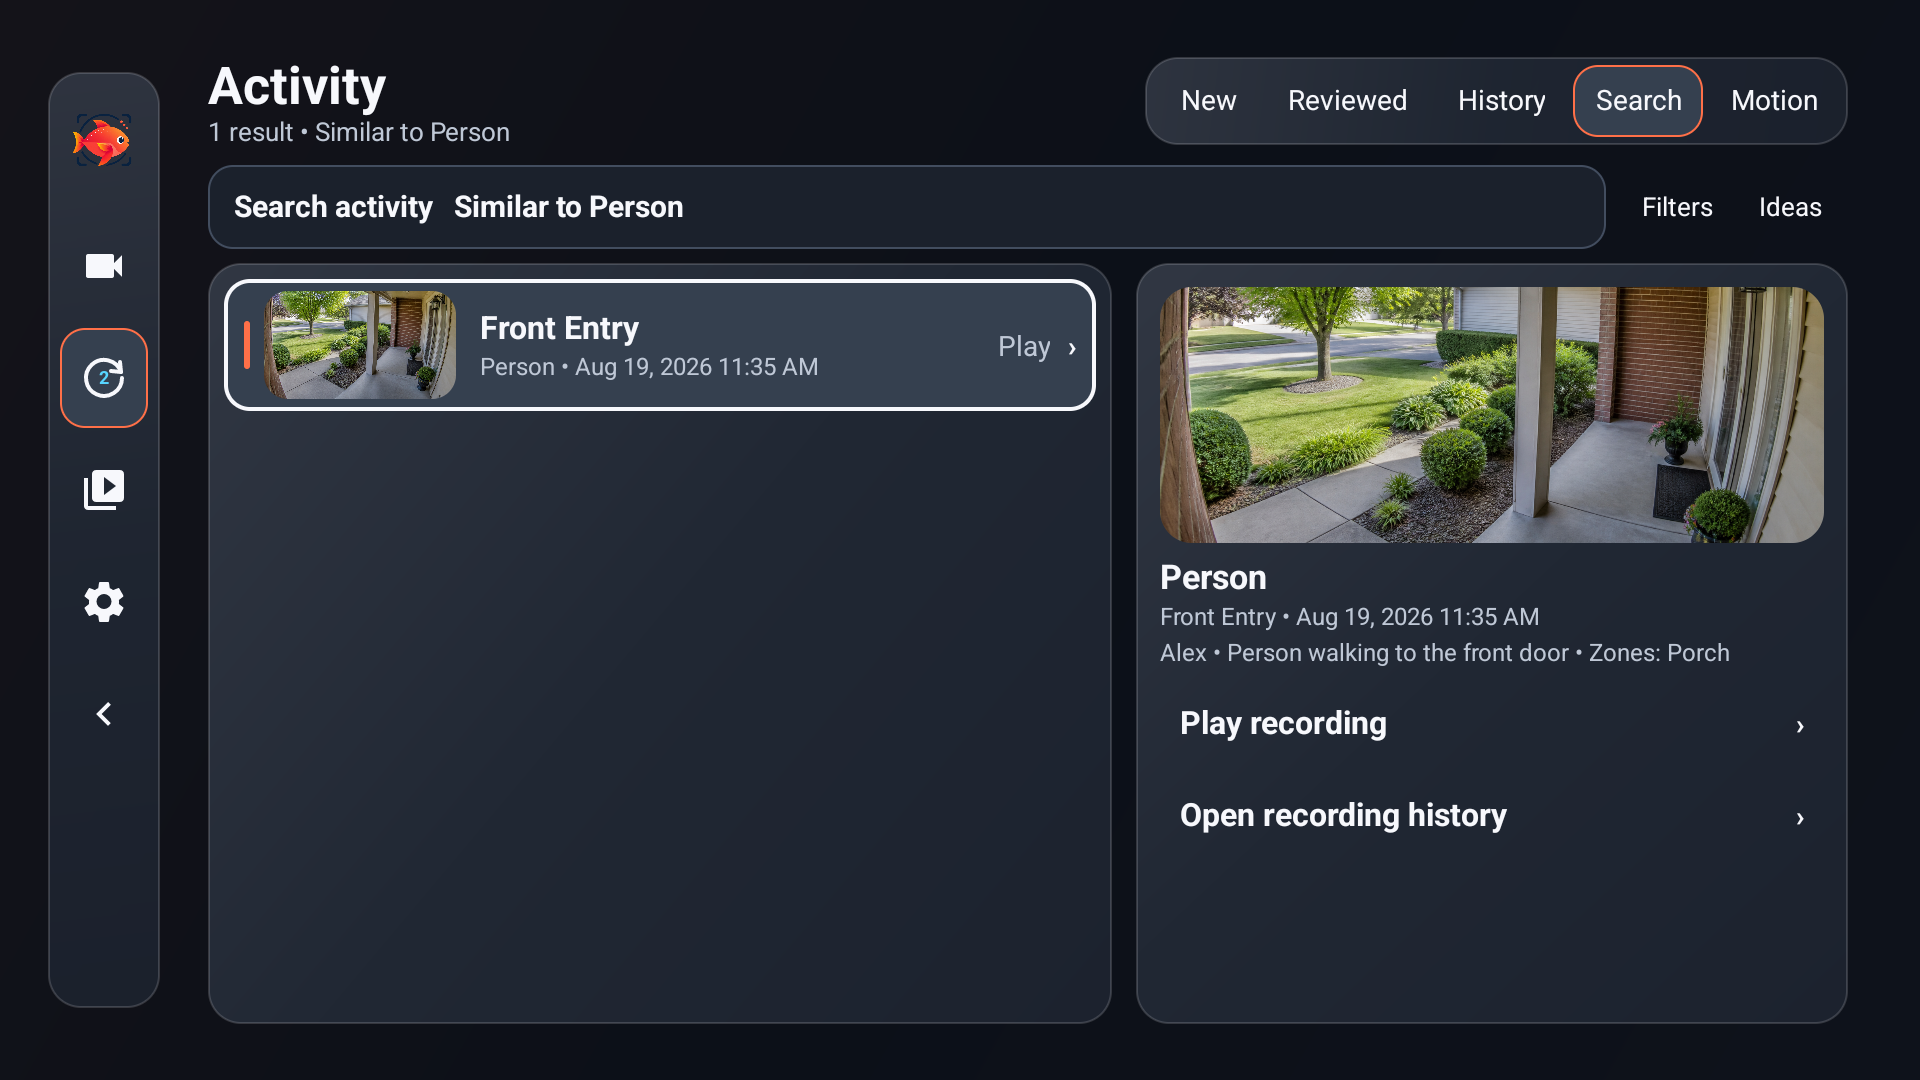 Activity
1 result • Similar to Person
New Reviewed History Search Motion
Search activity Similar to Person
Filters Ideas
2
Front Entry
Person • Aug 19, 2026 11:35 AM
Play ›
Person
Front Entry • Aug 19, 2026 11:35 AM
Alex • Person walking to the front door • Zones: Porch
Play recording ›
Open recording history ›